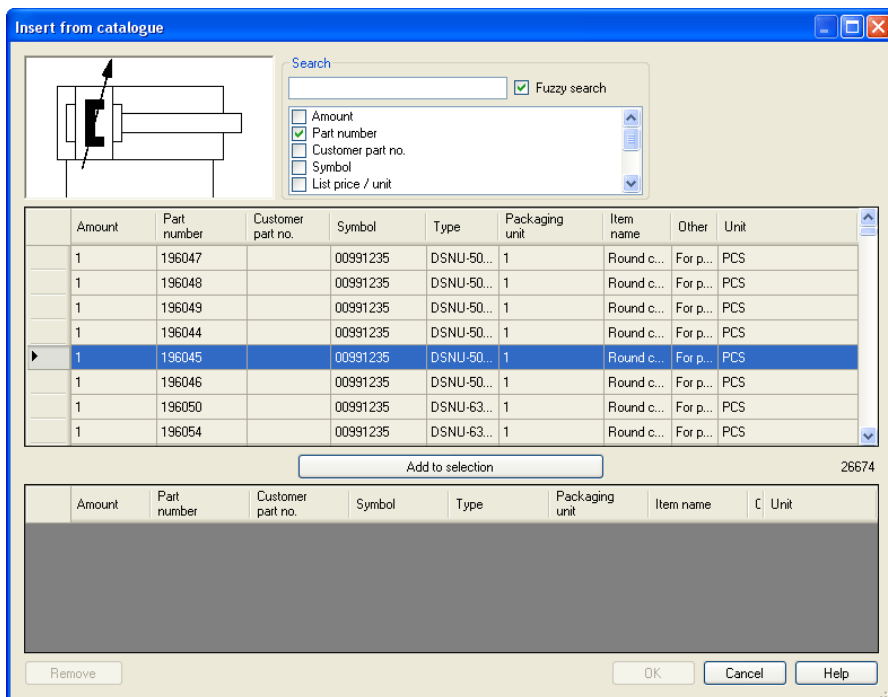 Insert from catalogue
Search
Fuzzy search
Amount
Part number
Customer part no.
Symbol
List price / unit
Amount Part number Customer part no. Symbol Type Packaging unit Item name Other Unit
1 196047 00991235 DSNU-50... 1 Round c... For p... PCS
1 196048 00991235 DSNU-50... 1 Round c... For p... PCS
1 196049 00991235 DSNU-50... 1 Round c... For p... PCS
1 196044 00991235 DSNU-50... 1 Round c... For p... PCS
1 196045 00991235 DSNU-50... 1 Round c... For p... PCS
1 196046 00991235 DSNU-50... 1 Round c... For p... PCS
1 196050 00991235 DSNU-63... 1 Round c... For p... PCS
1 196054 00991235 DSNU-63... 1 Round c... For p... PCS
Add to selection 26674
Amount Part number Customer part no. Symbol Type Packaging unit Item name C Unit
Remove OK Cancel Help